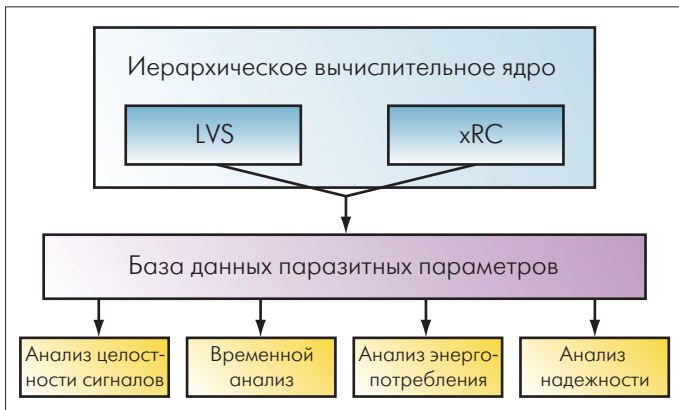 Иерархическое вычислительное ядро
LVS
xRC
База данных паразитных параметров
Анализ целост-
ности сигналов
Временной
анализ
Анализ энерго-
потребления
Анализ
надежности